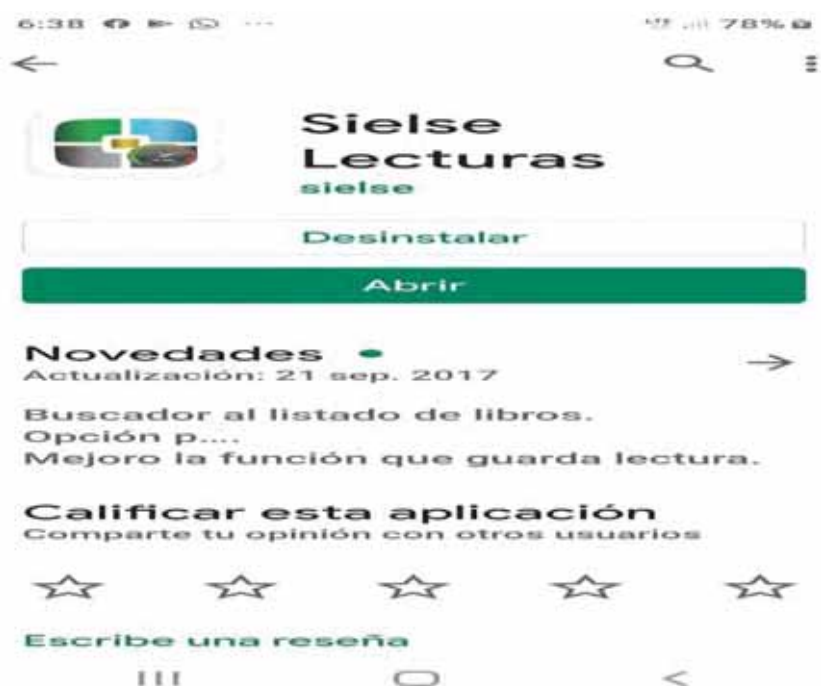 6:38 ... 78%
Sielse
Lecturas
sielse
Desinstalar
Abrir
Novedades
Actualización: 21 sep. 2017
Buscador al listado de libros.
Opción p....
Mejoro la función que guarda lectura.
Calificar esta aplicación
Comparte tu opinión con otros usuarios
Escribe una reseña